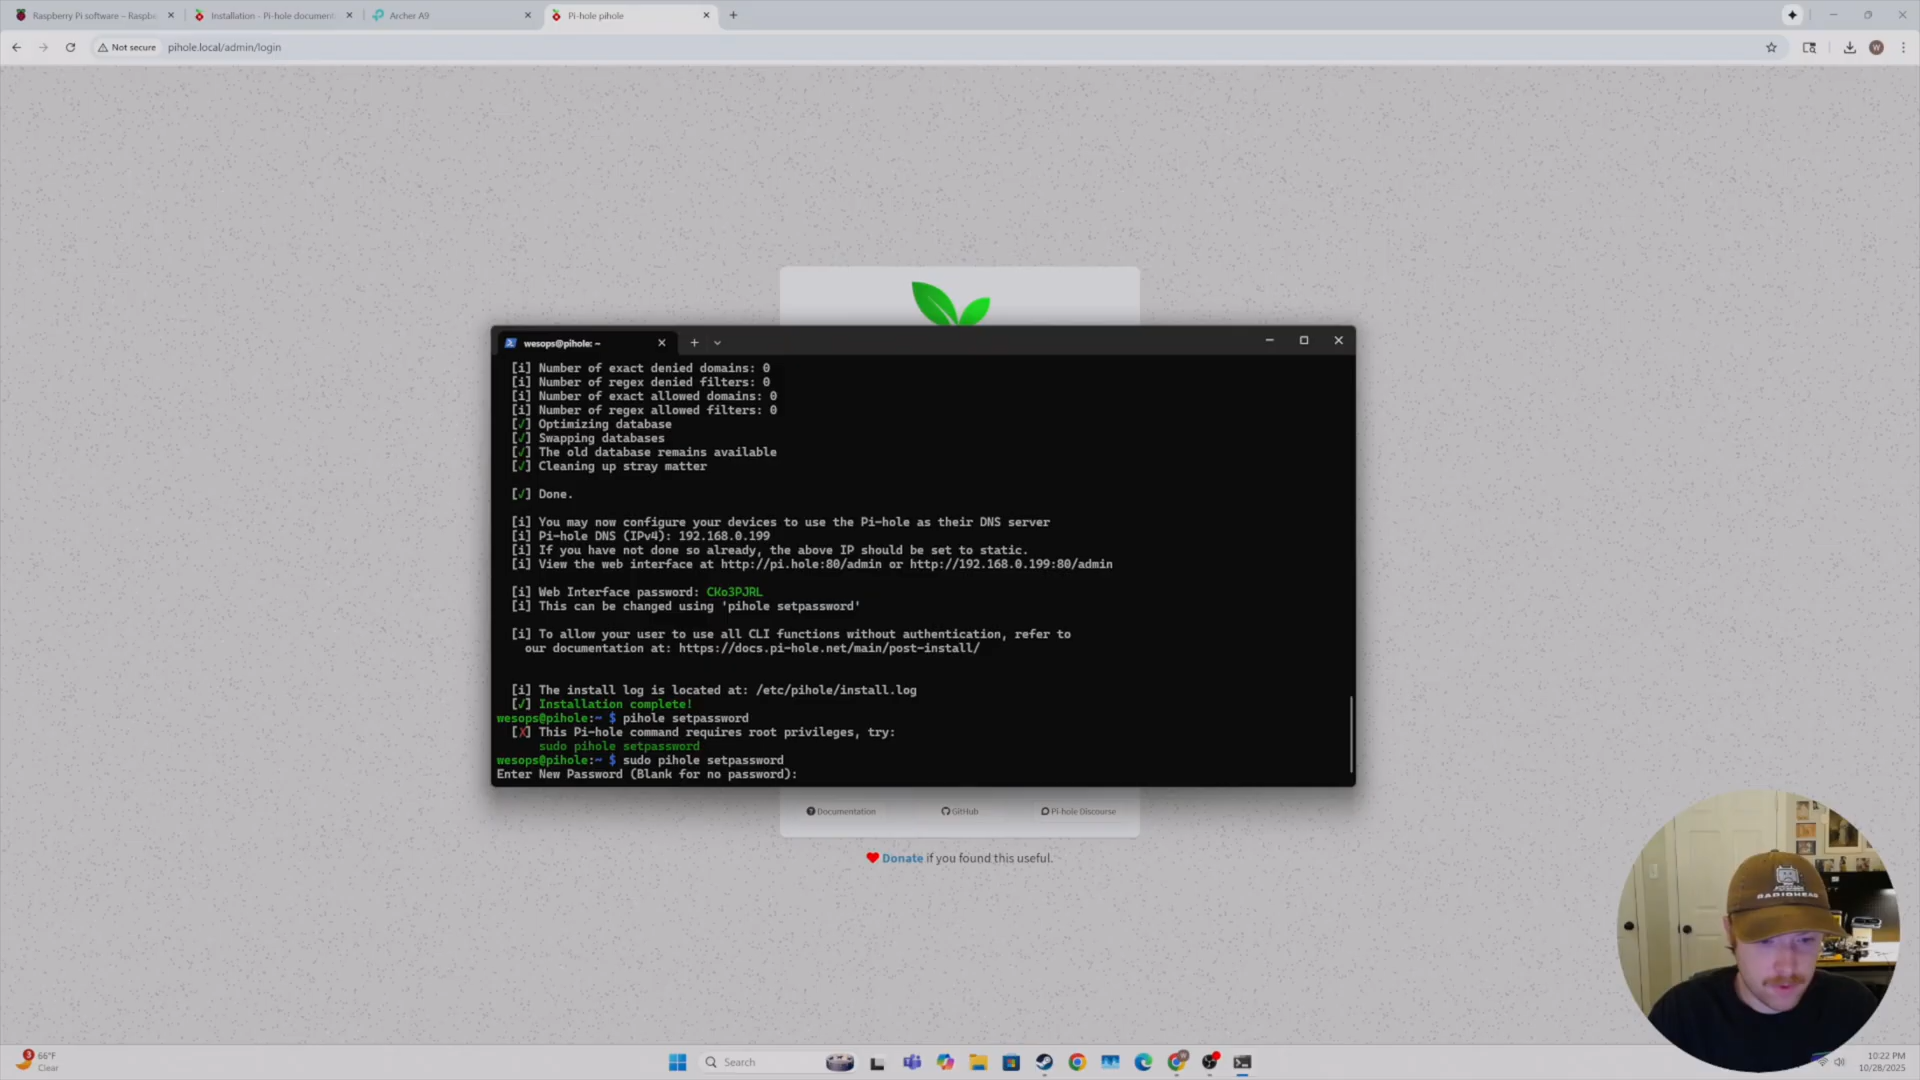 Raspberry Pi software – Raspbe
Installation - Pi-hole document
Archer A9
Pi-hole pihole
Not secure
pihole.local/admin/login
W
wesops@pihole: ~
[i] Number of exact denied domains: 0
[i] Number of regex denied filters: 0
[i] Number of exact allowed domains: 0
[i] Number of regex allowed filters: 0
[✓] Optimizing database
[✓] Swapping databases
[✓] The old database remains available
[✓] Cleaning up stray matter
[✓] Done.
[i] You may now configure your devices to use the Pi-hole as their DNS server
[i] Pi-hole DNS (IPv4): 192.168.0.199
[i] If you have not done so already, the above IP should be set to static.
[i] View the web interface at http://pi.hole:80/admin or http://192.168.0.199:80/admin
[i] Web Interface password: CKo3PJRL
[i] This can be changed using 'pihole setpassword'
[i] To allow your user to use all CLI functions without authentication, refer to
our documentation at: https://docs.pi-hole.net/main/post-install/
[i] The install log is located at: /etc/pihole/install.log
[✓] Installation complete!
wesops@pihole:~ $ pihole setpassword
[X] This Pi-hole command requires root privileges, try:
sudo pihole setpassword
wesops@pihole:~ $ sudo pihole setpassword
Enter New Password (Blank for no password):
Documentation
GitHub
Pi-hole Discourse
Donate if you found this useful.
RADIOHEAD
3
66°F
Clear
Search
10:22 PM
10/28/2025